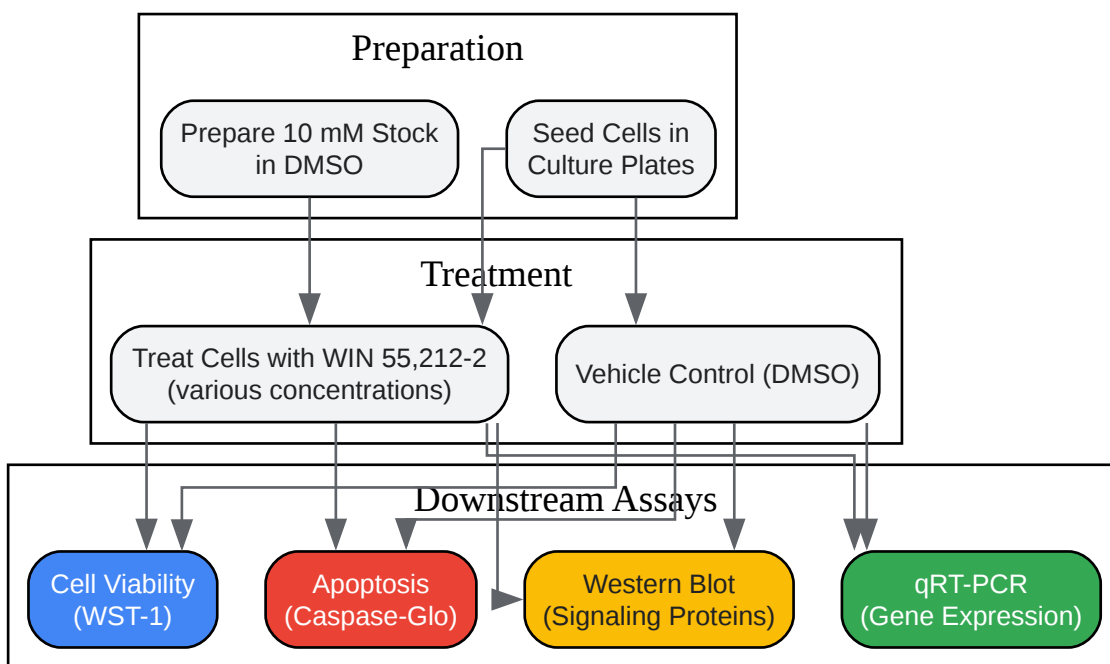 Preparation
Prepare 10 mM Stock
in DMSO
Seed Cells in
Culture Plates
Treatment
Treat Cells with WIN 55,212-2
(various concentrations)
Vehicle Control (DMSO)
Downstream Assays
Cell Viability
(WST-1)
Apoptosis
(Caspase-Glo)
Western Blot
(Signaling Proteins)
qRT-PCR
(Gene Expression)